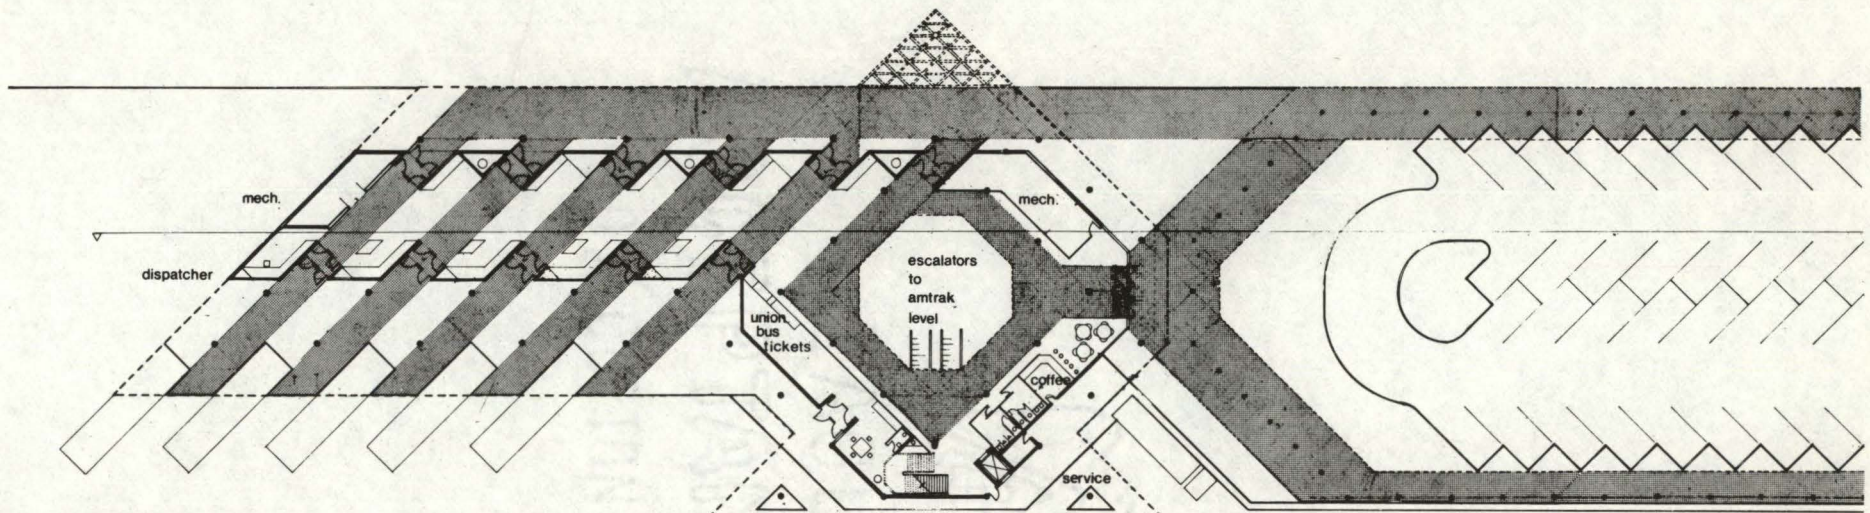 mech.
dispatcher
union
bus
tickets
escalators
to
amtrak
level
mech.
coffee
service